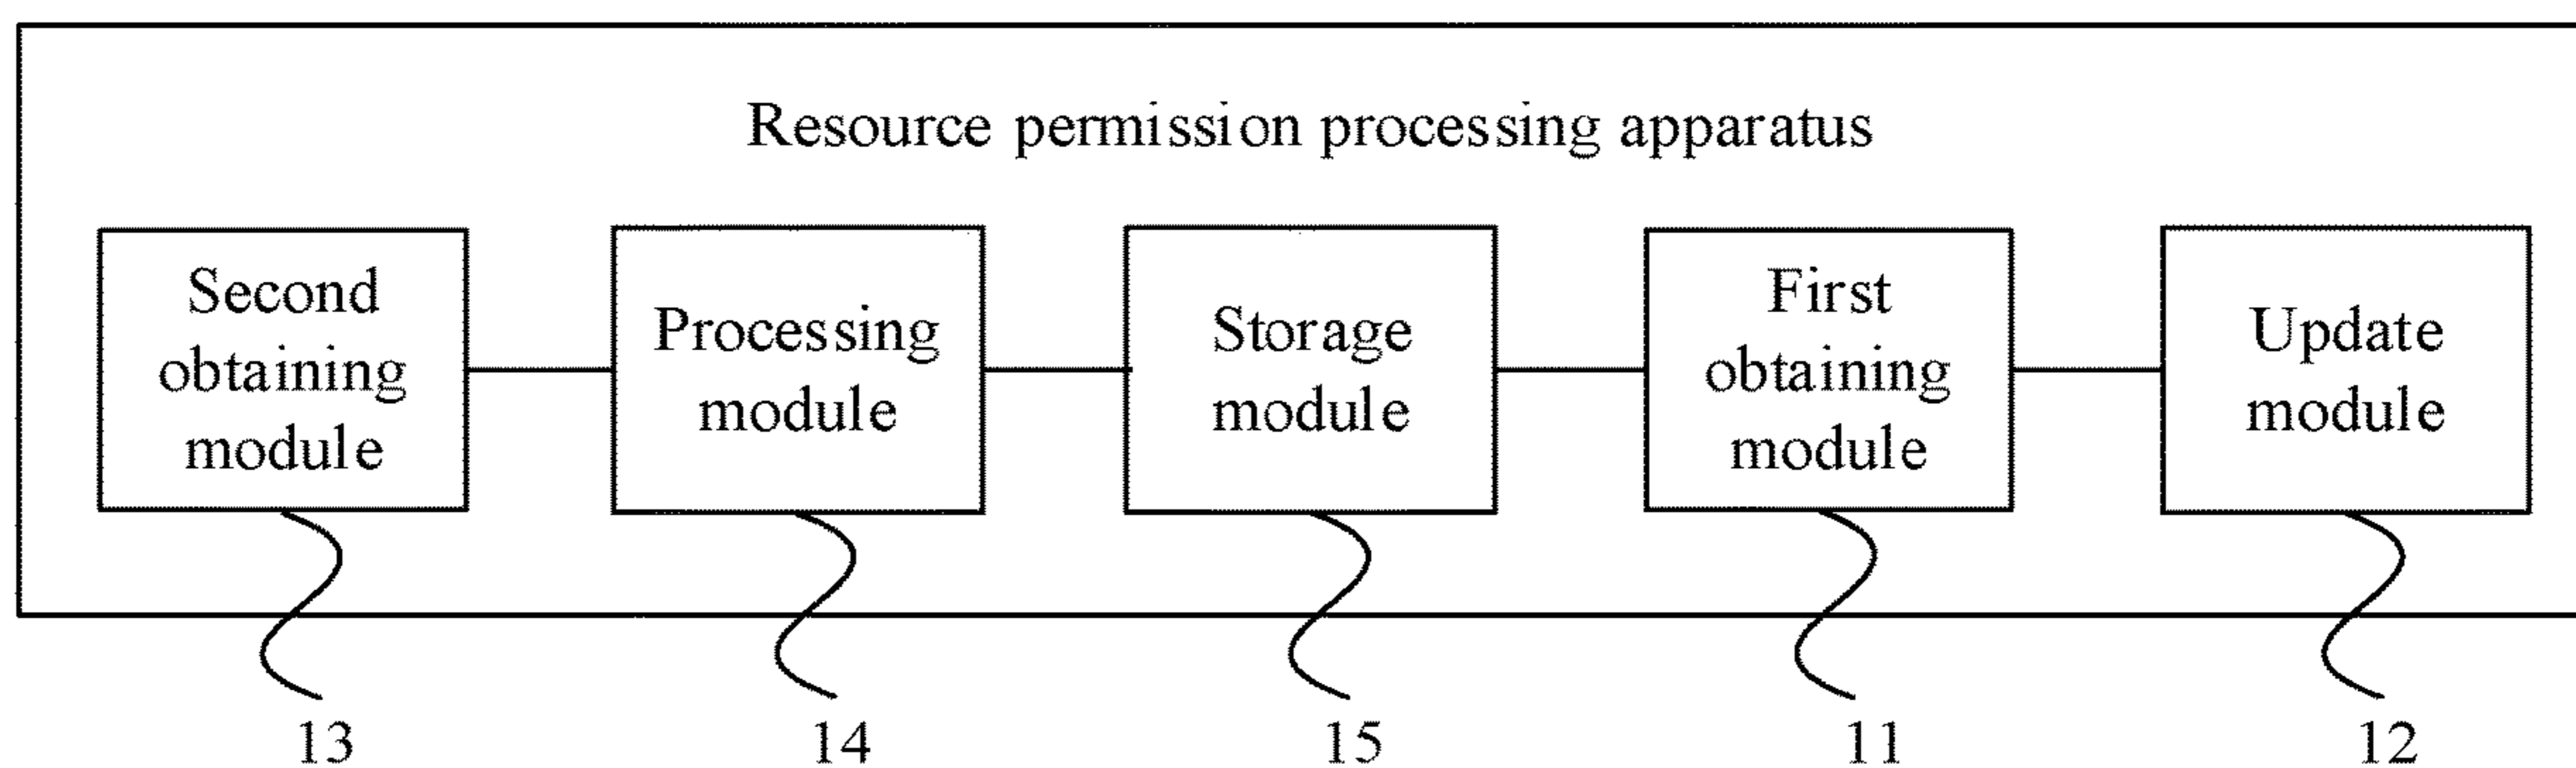 Resource permission processing apparatus
Second
obtaining
module
Processing
module
Storage
module
First
obtaining
module
Update
module
13
14
15
11
12